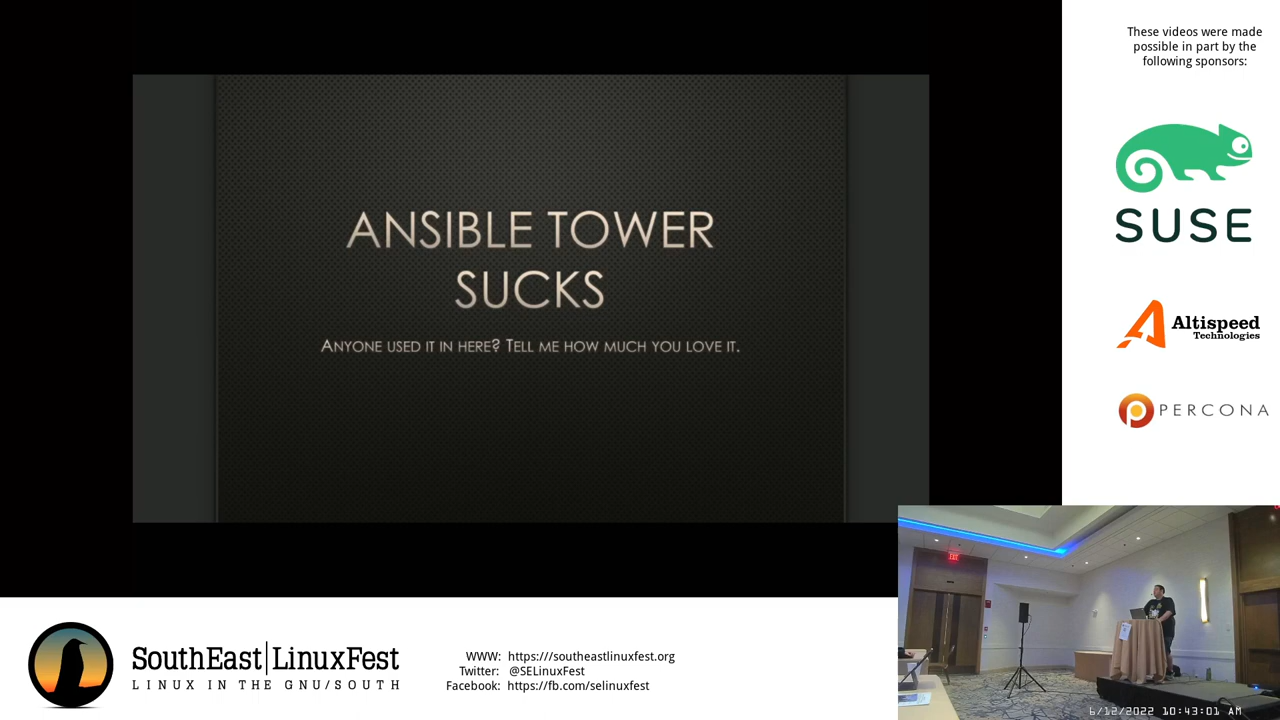 These videos were made
possible in part by the
following sponsors:
ANSIBLE TOWER
SUCKS
ANYONE USED IT IN HERE? TELL ME HOW MUCH YOU LOVE IT.
SUSE
Altispeed
Technologies
PERCONA
SouthEast|LinuxFest
LINUX IN THE GNU/SOUTH
WWW: https:///southeastlinuxfest.org
Twitter: @SELinuxFest
Facebook: https://fb.com/selinuxfest
EXIT
6/12/2022 10:43:01 AM